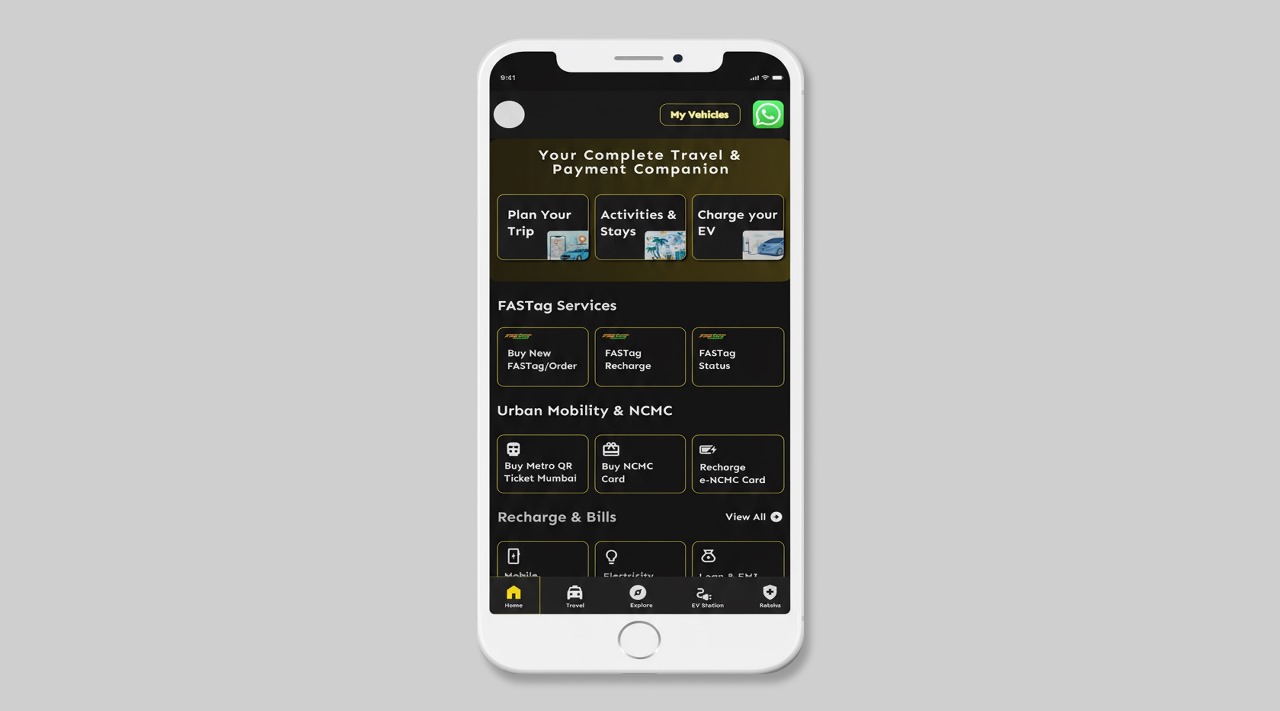 9:41
My Vehicles
Your Complete Travel &
Payment Companion
Plan Your
Trip
Activities &
Stays
Charge your
EV
FASTag Services
Buy New
FASTag/Order
FASTag
Recharge
FASTag
Status
Urban Mobility & NCMC
Buy Metro QR
Ticket Mumbai
Buy NCMC
Card
Recharge
e-NCMC Card
Recharge & Bills
View All
Mobile
Electricity
Loan & EMI
Home
Travel
Explore
EV Station